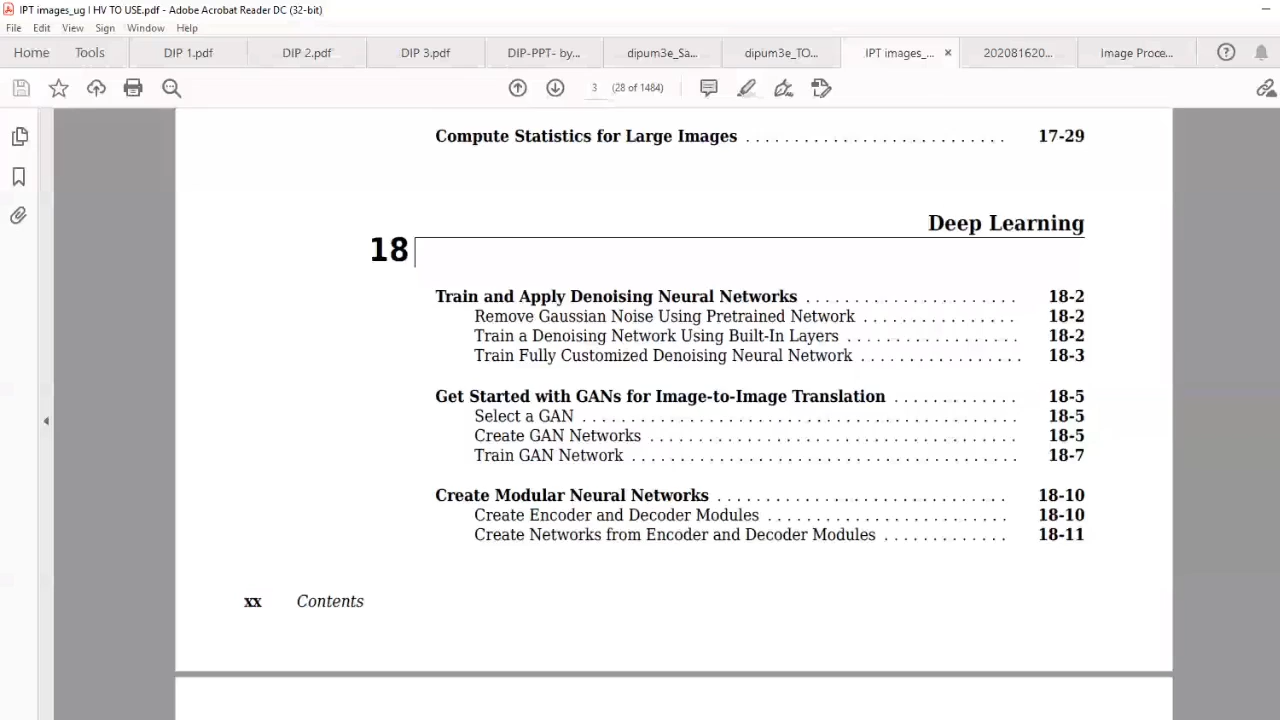 IPT images_ug I HV TO USE.pdf - Adobe Acrobat Reader DC (32-bit)
File Edit View Sign Window Help
Home Tools DIP 1.pdf DIP 2.pdf DIP 3.pdf DIP-PPT- by... dipum3e_Sa... dipum3e_TO... IPT images_... × 202081620... Image Proce...
3 (28 of 1484)
Compute Statistics for Large Images . . . . . . . . . . . . . . . . . . . . . . . . . . . 17-29
Deep Learning
18
Train and Apply Denoising Neural Networks . . . . . . . . . . . . . . . . . . . . . . 18-2
Remove Gaussian Noise Using Pretrained Network . . . . . . . . . . . . . . . . 18-2
Train a Denoising Network Using Built-In Layers . . . . . . . . . . . . . . . . . . 18-2
Train Fully Customized Denoising Neural Network . . . . . . . . . . . . . . . . . 18-3
Get Started with GANs for Image-to-Image Translation . . . . . . . . . . . . . 18-5
Select a GAN . . . . . . . . . . . . . . . . . . . . . . . . . . . . . . . . . . . . . . . . . . . . . 18-5
Create GAN Networks . . . . . . . . . . . . . . . . . . . . . . . . . . . . . . . . . . . . . . 18-5
Train GAN Network . . . . . . . . . . . . . . . . . . . . . . . . . . . . . . . . . . . . . . . . 18-7
Create Modular Neural Networks . . . . . . . . . . . . . . . . . . . . . . . . . . . . . . 18-10
Create Encoder and Decoder Modules . . . . . . . . . . . . . . . . . . . . . . . . . 18-10
Create Networks from Encoder and Decoder Modules . . . . . . . . . . . . . 18-11
xx Contents